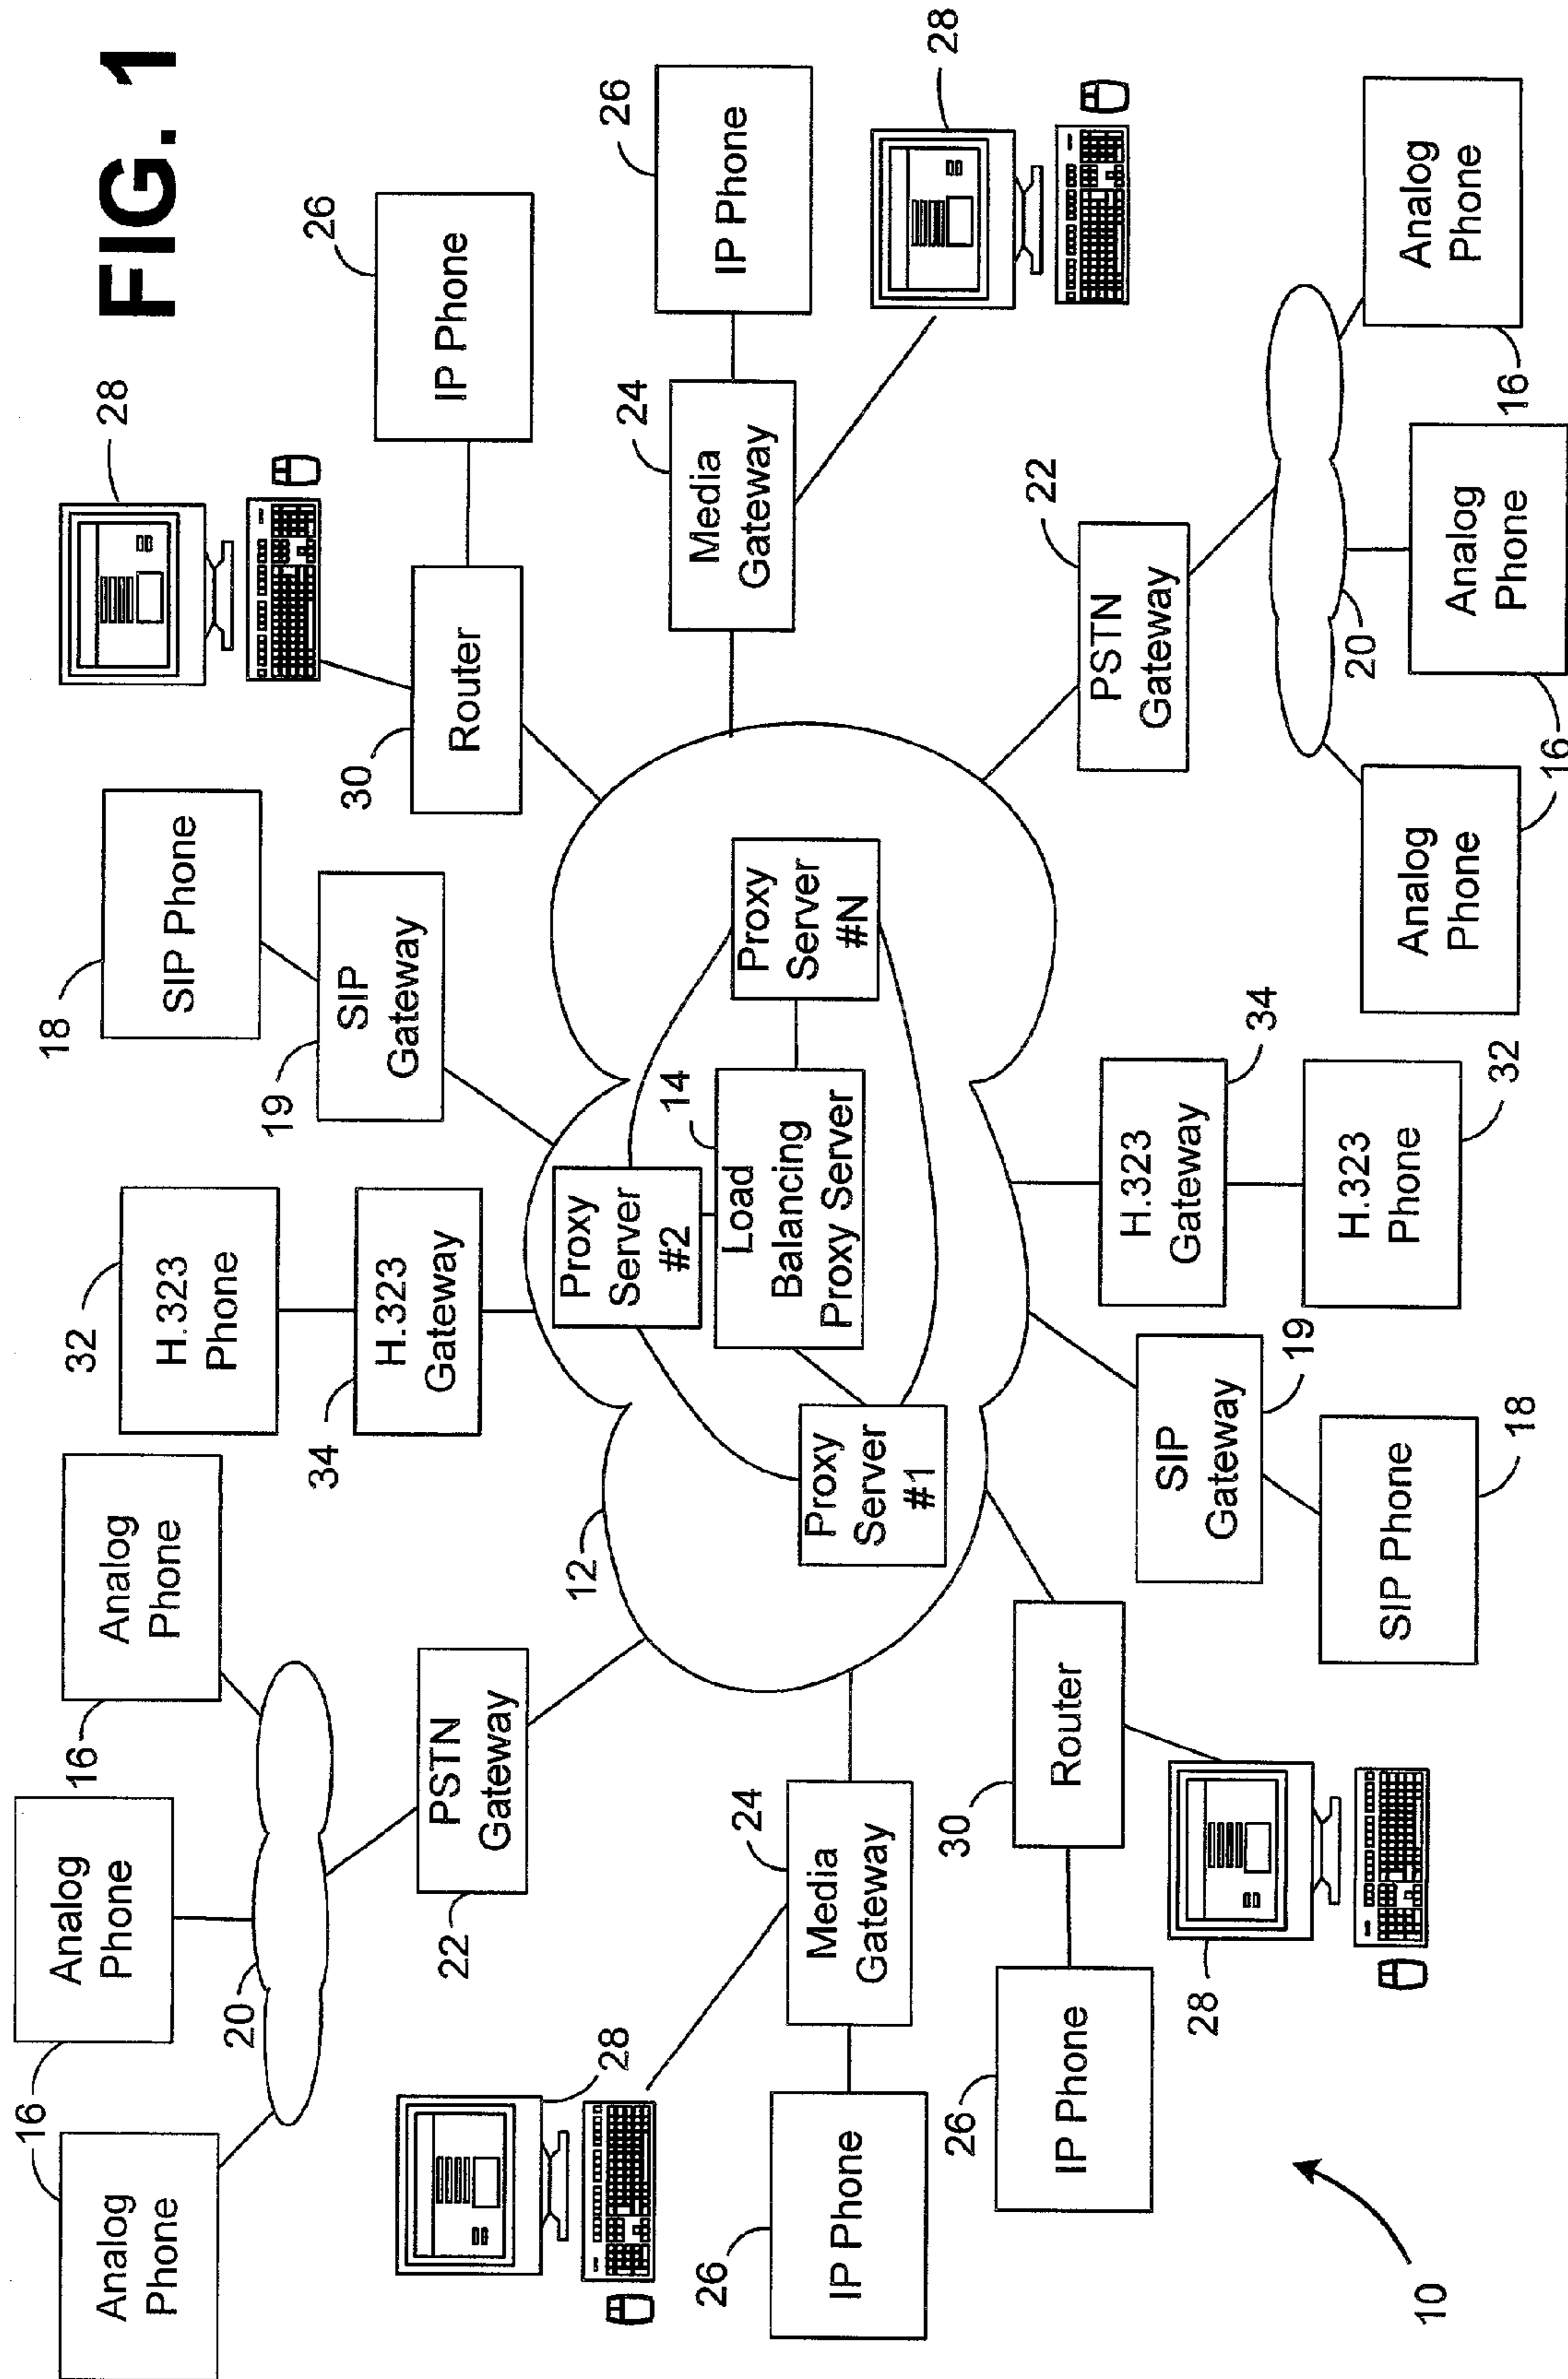 FIG. 1
Analog
Phone
16
Analog
Phone
16
Analog
Phone
20
PSTN
Gateway
22
32
H.323
Phone
34
H.323
Gateway
18
SIP Phone
19
SIP
Gateway
28
30
Router
26
IP Phone
28
26
IP Phone
24
Media
Gateway
12
Proxy
Server
#1
Proxy
Server
#2
14
Load
Balancing
Proxy Server
Proxy
Server
#N
24
Media
Gateway
26
IP Phone
28
30
Router
26
IP Phone
28
SIP
Gateway
19
SIP Phone
18
H.323
Gateway
34
H.323
Phone
32
22
PSTN
Gateway
20
Analog
Phone
16
Analog
Phone
16
Analog
Phone
10